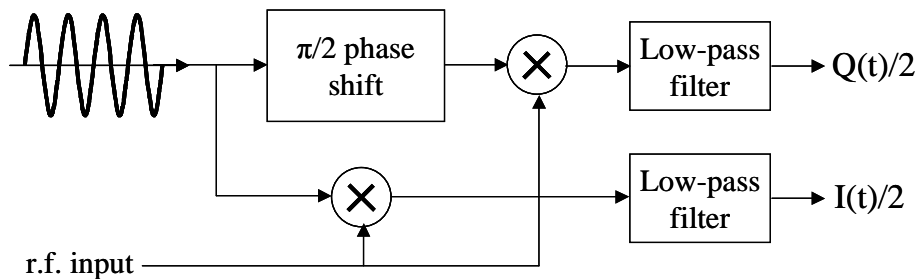 π/2 phase
shift
Low-pass
filter
Q(t)/2
Low-pass
filter
I(t)/2
r.f. input